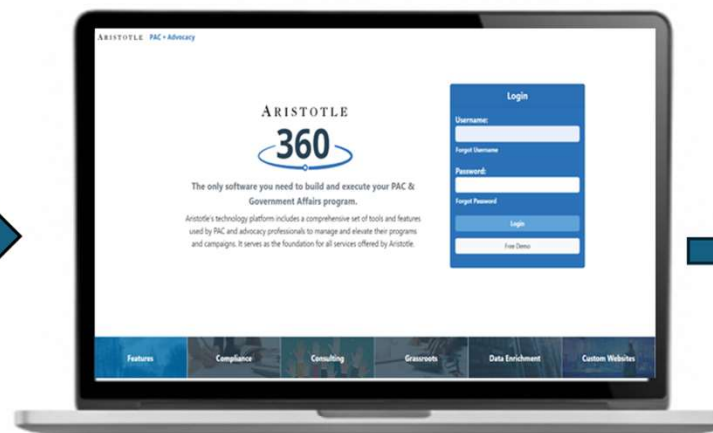 ARISTOTLE PAC + Advocacy
ARISTOTLE
360
The only software you need to build and execute your PAC &
Government Affairs program.
Aristotle's technology platform includes a comprehensive set of tools and features
used by PAC and advocacy professionals to manage and elevate their programs
and campaigns. It serves as the foundation for all services offered by Aristotle.
Login
Username:
Forgot Username
Password:
Forgot Password
Login
Free Demo
Features Compliance Consulting Grassroots Data Enrichment Custom Websites